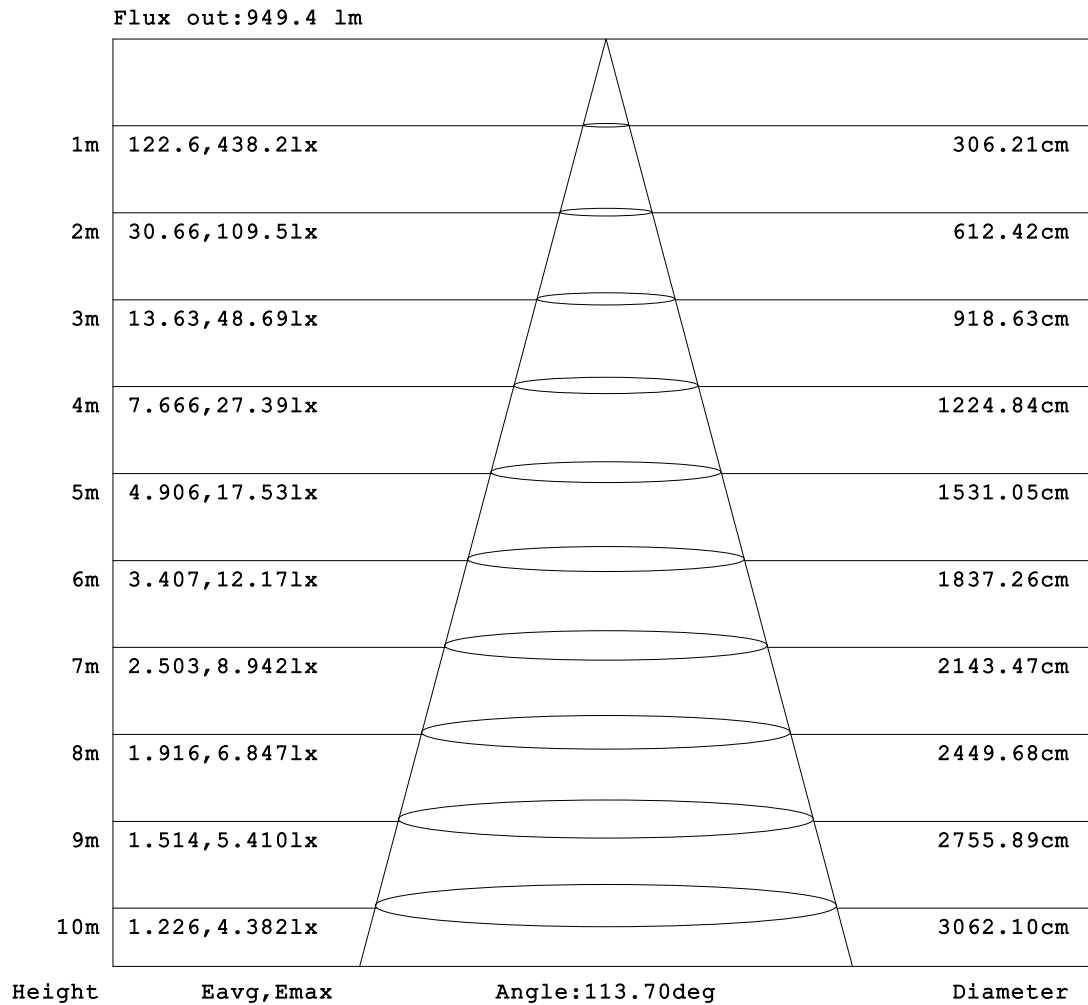 Flux out:949.4 lm
1m 122.6,438.2lx 306.21cm
2m 30.66,109.5lx 612.42cm
3m 13.63,48.69lx 918.63cm
4m 7.666,27.39lx 1224.84cm
5m 4.906,17.53lx 1531.05cm
6m 3.407,12.17lx 1837.26cm
7m 2.503,8.942lx 2143.47cm
8m 1.916,6.847lx 2449.68cm
9m 1.514,5.410lx 2755.89cm
10m 1.226,4.382lx 3062.10cm
Height Eavg,Emax Angle:113.70deg Diameter